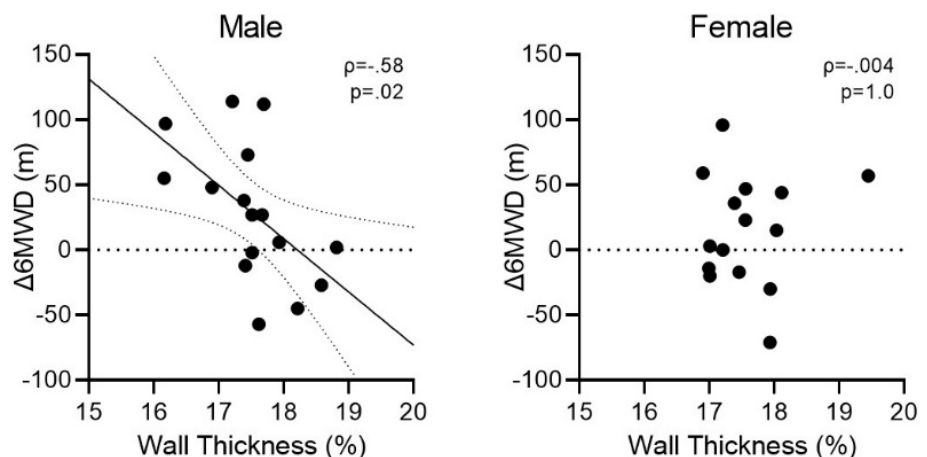 Male
ρ=-.58
p=.02
150
100
50
0
-50
-100
Δ6MWD (m)
15 16 17 18 19 20
Wall Thickness (%)
Female
ρ=-.004
p=1.0
150
100
50
0
-50
-100
Δ6MWD (m)
15 16 17 18 19 20
Wall Thickness (%)